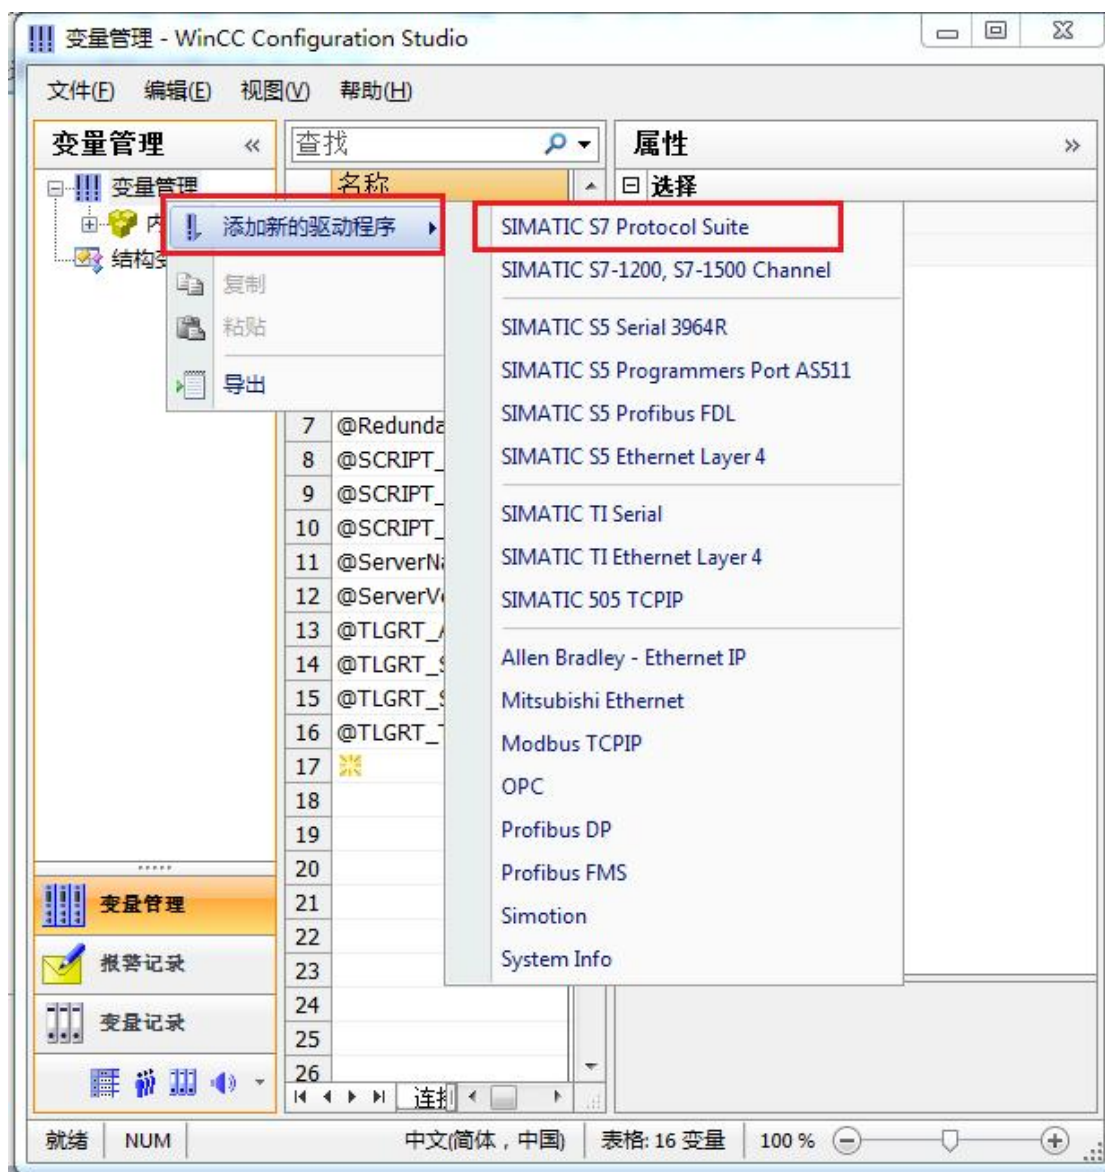 变量管理 - WinCC Configuration Studio
文件(F) 编辑(E) 视图(V) 帮助(H)
变量管理 «
查找
属性 »
变量管理
名称
选择
内
结构变
添加新的驱动程序
复制
粘贴
导出
SIMATIC S7 Protocol Suite
SIMATIC S7-1200, S7-1500 Channel
SIMATIC S5 Serial 3964R
SIMATIC S5 Programmers Port AS511
SIMATIC S5 Profibus FDL
SIMATIC S5 Ethernet Layer 4
SIMATIC TI Serial
SIMATIC TI Ethernet Layer 4
SIMATIC 505 TCPIP
Allen Bradley - Ethernet IP
Mitsubishi Ethernet
Modbus TCPIP
OPC
Profibus DP
Profibus FMS
Simotion
System Info
7 @Redunda
8 @SCRIPT_
9 @SCRIPT_
10 @SCRIPT_
11 @ServerNa
12 @ServerVe
13 @TLGRT_A
14 @TLGRT_S
15 @TLGRT_S
16 @TLGRT_T
17
18
19
20
21
22
23
24
25
26
变量管理
报警记录
变量记录
连接
就绪 NUM 中文(简体，中国) 表格: 16 变量 100 %